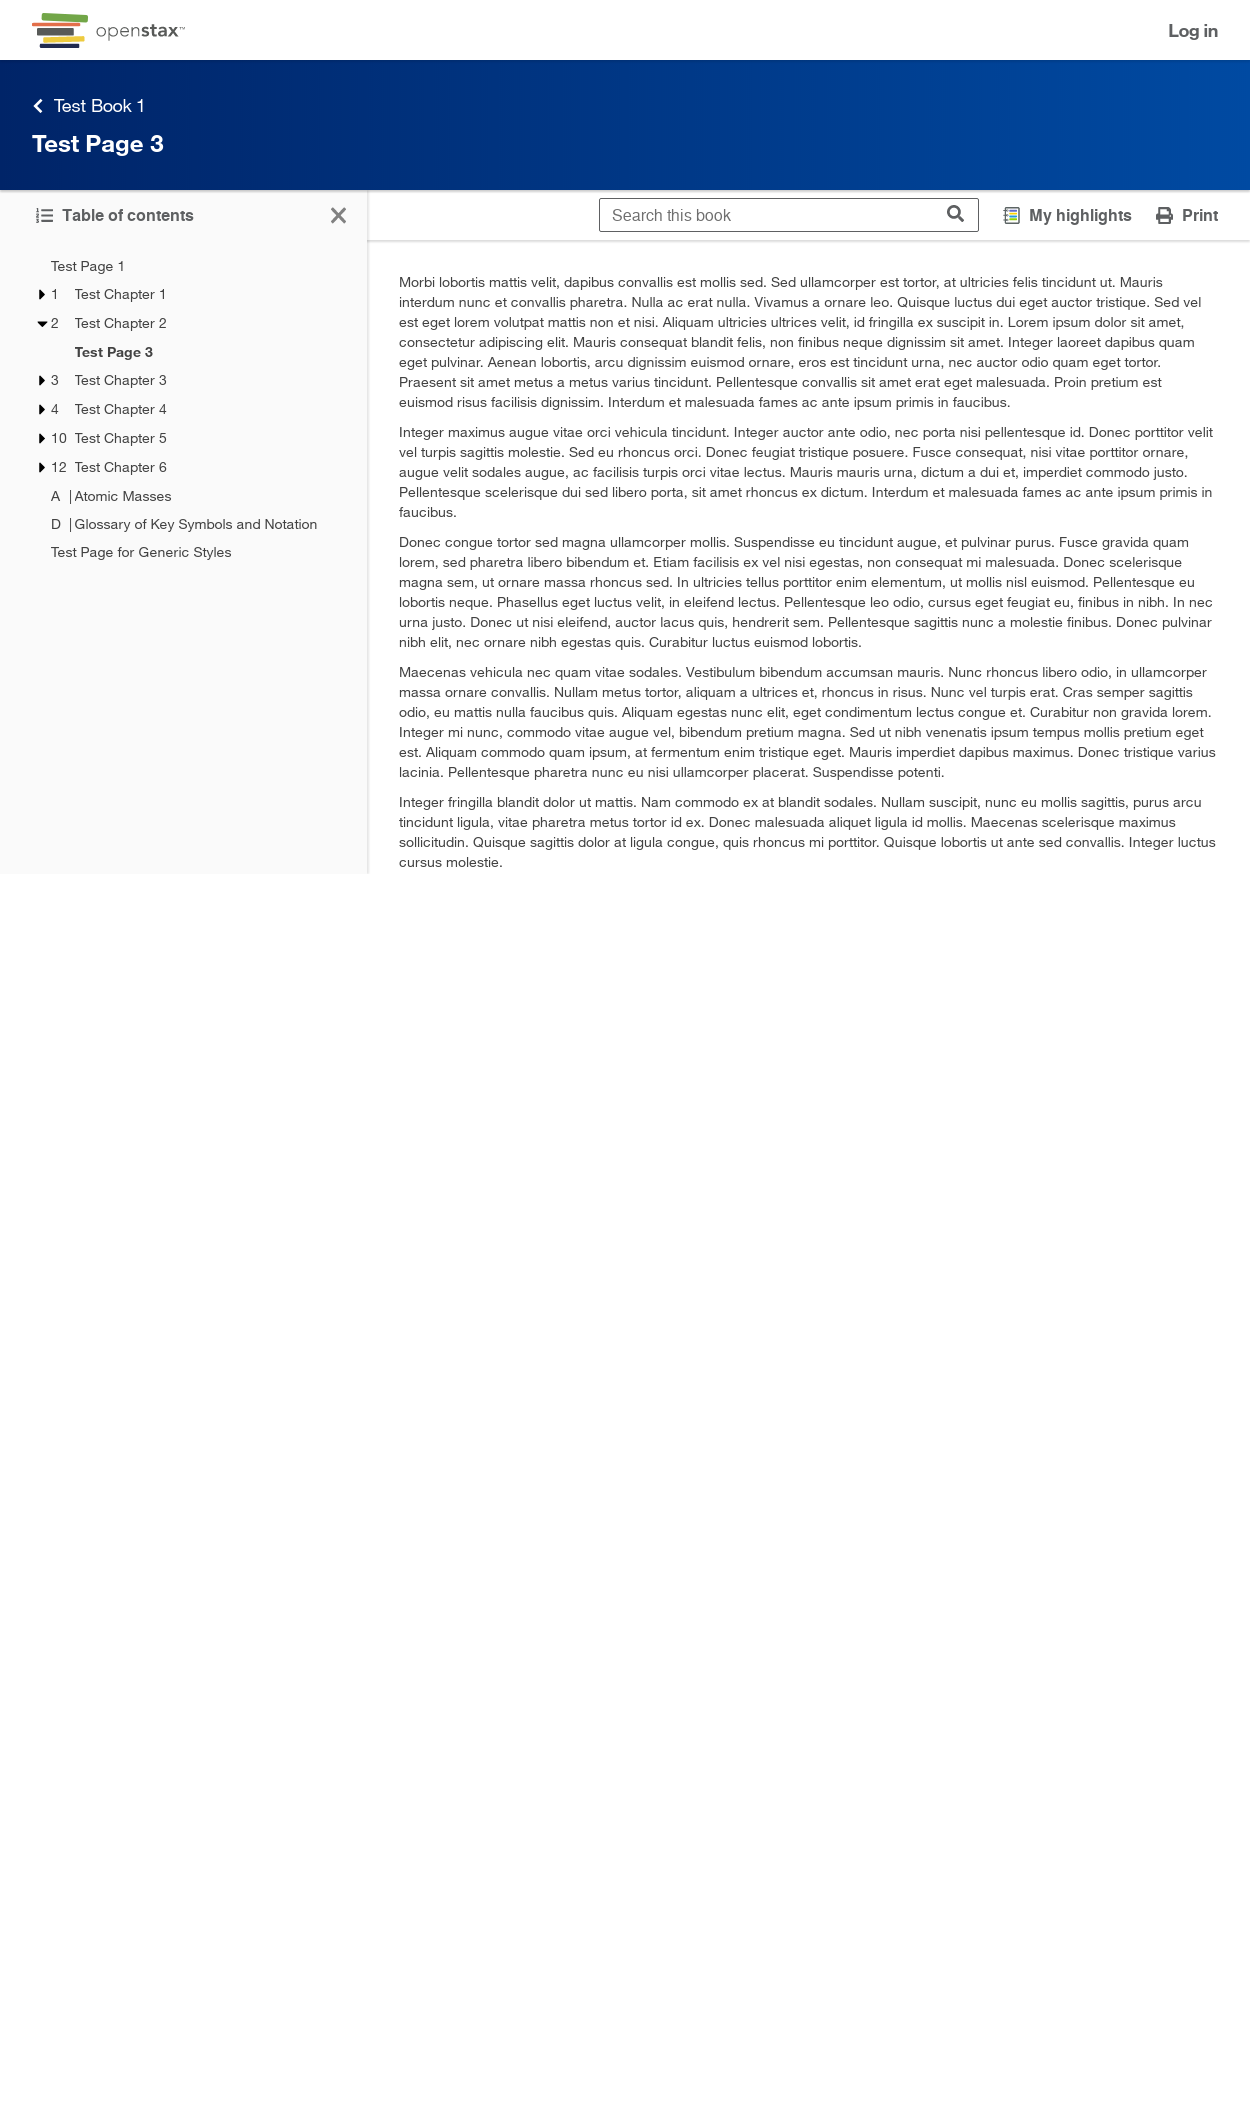 openstax™
Log in
Test Book 1
Test Page 3
Table of contents
Search this book
My highlights
Print
Test Page 1
1 Test Chapter 1
2 Test Chapter 2
Test Page 3
3 Test Chapter 3
4 Test Chapter 4
10 Test Chapter 5
12 Test Chapter 6
A | Atomic Masses
D | Glossary of Key Symbols and Notation
Test Page for Generic Styles
Morbi lobortis mattis velit, dapibus convallis est mollis sed. Sed ullamcorper est tortor, at ultricies felis tincidunt ut. Mauris
interdum nunc et convallis pharetra. Nulla ac erat nulla. Vivamus a ornare leo. Quisque luctus dui eget auctor tristique. Sed vel
est eget lorem volutpat mattis non et nisi. Aliquam ultricies ultrices velit, id fringilla ex suscipit in. Lorem ipsum dolor sit amet,
consectetur adipiscing elit. Mauris consequat blandit felis, non finibus neque dignissim sit amet. Integer laoreet dapibus quam
eget pulvinar. Aenean lobortis, arcu dignissim euismod ornare, eros est tincidunt urna, nec auctor odio quam eget tortor.
Praesent sit amet metus a metus varius tincidunt. Pellentesque convallis sit amet erat eget malesuada. Proin pretium est
euismod risus facilisis dignissim. Interdum et malesuada fames ac ante ipsum primis in faucibus.
Integer maximus augue vitae orci vehicula tincidunt. Integer auctor ante odio, nec porta nisi pellentesque id. Donec porttitor velit
vel turpis sagittis molestie. Sed eu rhoncus orci. Donec feugiat tristique posuere. Fusce consequat, nisi vitae porttitor ornare,
augue velit sodales augue, ac facilisis turpis orci vitae lectus. Mauris mauris urna, dictum a dui et, imperdiet commodo justo.
Pellentesque scelerisque dui sed libero porta, sit amet rhoncus ex dictum. Interdum et malesuada fames ac ante ipsum primis in
faucibus.
Donec congue tortor sed magna ullamcorper mollis. Suspendisse eu tincidunt augue, et pulvinar purus. Fusce gravida quam
lorem, sed pharetra libero bibendum et. Etiam facilisis ex vel nisi egestas, non consequat mi malesuada. Donec scelerisque
magna sem, ut ornare massa rhoncus sed. In ultricies tellus porttitor enim elementum, ut mollis nisl euismod. Pellentesque eu
lobortis neque. Phasellus eget luctus velit, in eleifend lectus. Pellentesque leo odio, cursus eget feugiat eu, finibus in nibh. In nec
urna justo. Donec ut nisi eleifend, auctor lacus quis, hendrerit sem. Pellentesque sagittis nunc a molestie finibus. Donec pulvinar
nibh elit, nec ornare nibh egestas quis. Curabitur luctus euismod lobortis.
Maecenas vehicula nec quam vitae sodales. Vestibulum bibendum accumsan mauris. Nunc rhoncus libero odio, in ullamcorper
massa ornare convallis. Nullam metus tortor, aliquam a ultrices et, rhoncus in risus. Nunc vel turpis erat. Cras semper sagittis
odio, eu mattis nulla faucibus quis. Aliquam egestas nunc elit, eget condimentum lectus congue et. Curabitur non gravida lorem.
Integer mi nunc, commodo vitae augue vel, bibendum pretium magna. Sed ut nibh venenatis ipsum tempus mollis pretium eget
est. Aliquam commodo quam ipsum, at fermentum enim tristique eget. Mauris imperdiet dapibus maximus. Donec tristique varius
lacinia. Pellentesque pharetra nunc eu nisi ullamcorper placerat. Suspendisse potenti.
Integer fringilla blandit dolor ut mattis. Nam commodo ex at blandit sodales. Nullam suscipit, nunc eu mollis sagittis, purus arcu
tincidunt ligula, vitae pharetra metus tortor id ex. Donec malesuada aliquet ligula id mollis. Maecenas scelerisque maximus
sollicitudin. Quisque sagittis dolor at ligula congue, quis rhoncus mi porttitor. Quisque lobortis ut ante sed convallis. Integer luctus
cursus molestie.